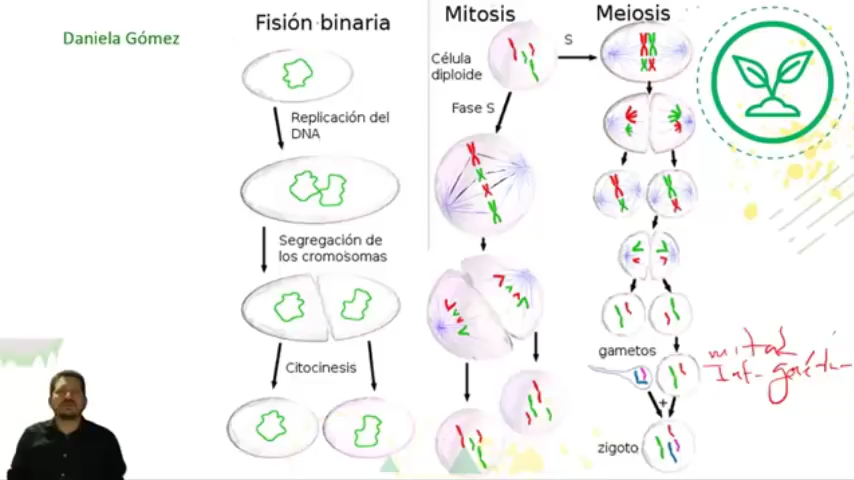 Daniela Gómez
Fisión binaria
Replicación del
DNA
Segregación de
los cromosomas
Citocinesis
Mitosis
Célula
diploide
Fase S
S
Meiosis
gametos
+
zigoto
mitad
Inf.